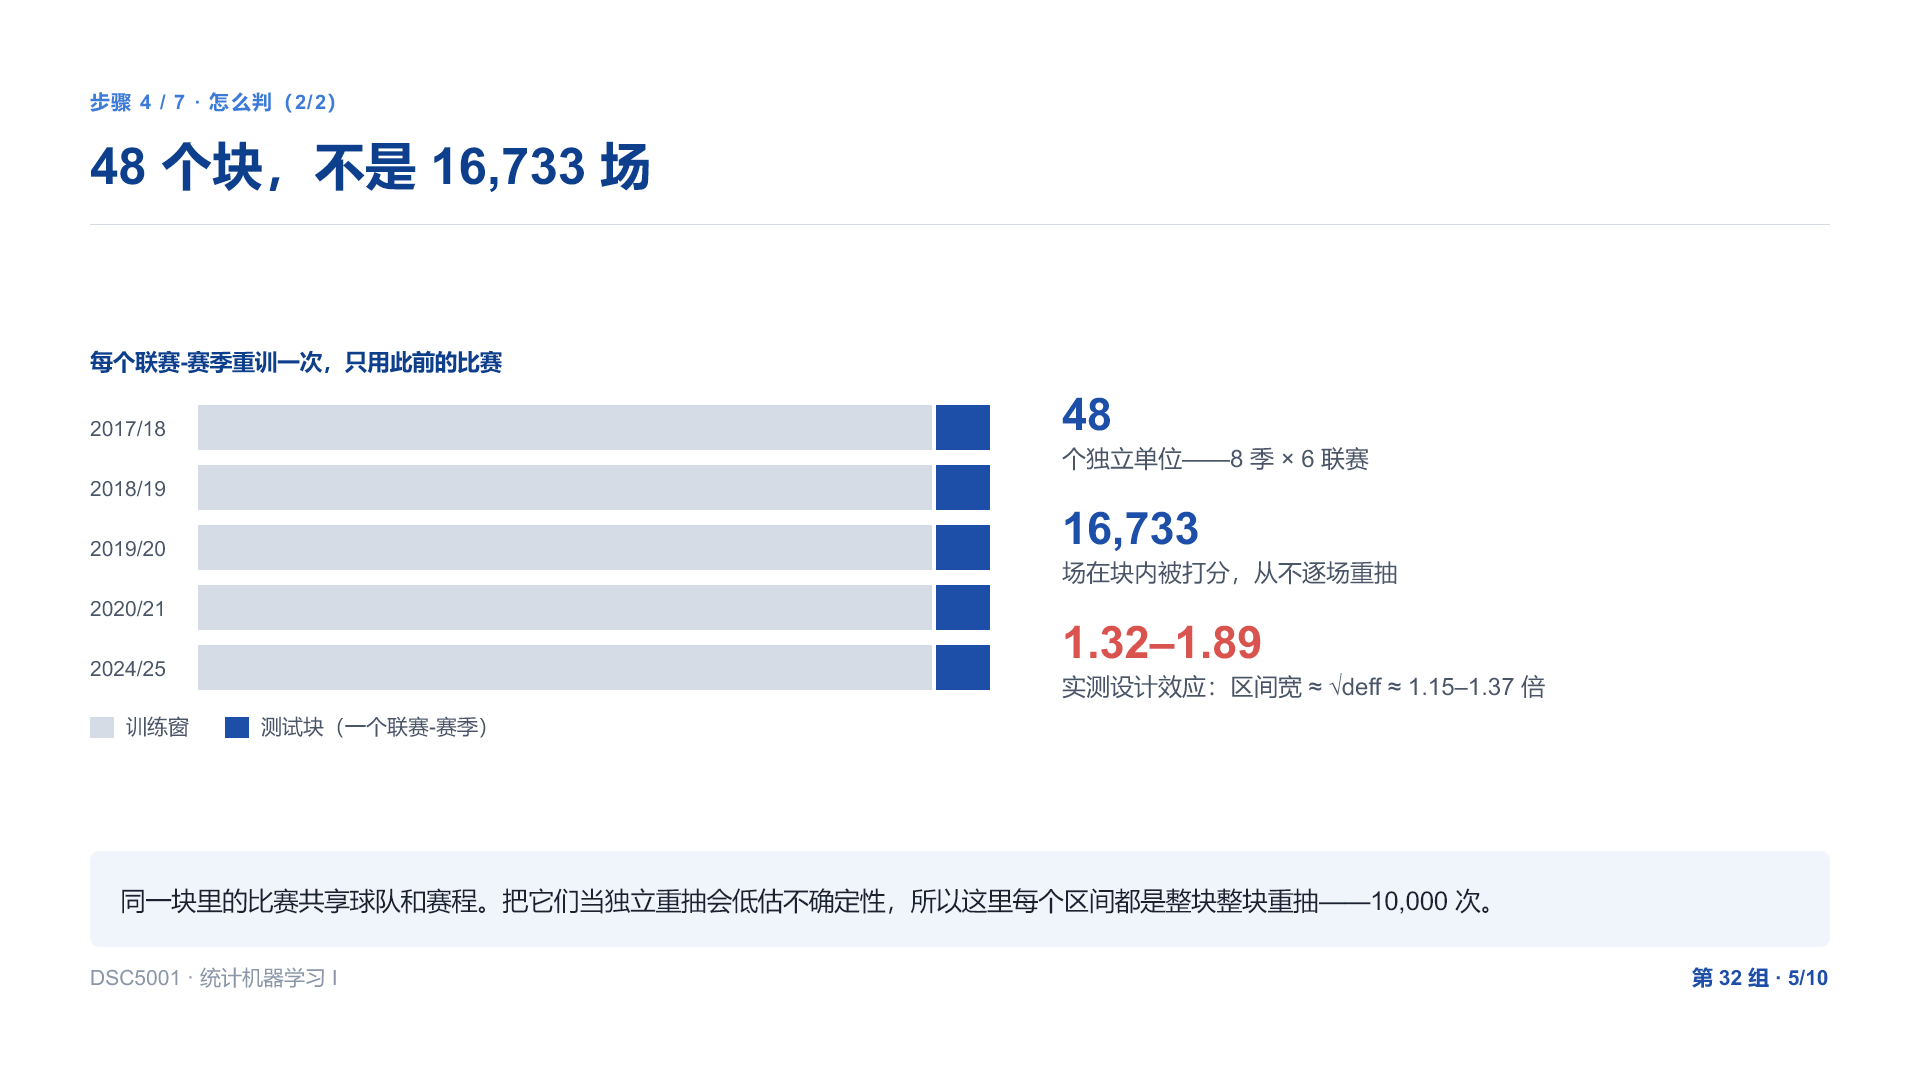 步骤 4 / 7 · 怎么判（2/2）
48 个块，不是 16,733 场
每个联赛-赛季重训一次，只用此前的比赛
2017/18
2018/19
2019/20
2020/21
2024/25
训练窗
测试块（一个联赛-赛季）
48
个独立单位——8 季 × 6 联赛
16,733
场在块内被打分，从不逐场重抽
1.32–1.89
实测设计效应：区间宽 ≈ √deff ≈ 1.15–1.37 倍
同一块里的比赛共享球队和赛程。把它们当独立重抽会低估不确定性，所以这里每个区间都是整块整块重抽——10,000 次。
DSC5001 · 统计机器学习 I
第 32 组 · 5/10